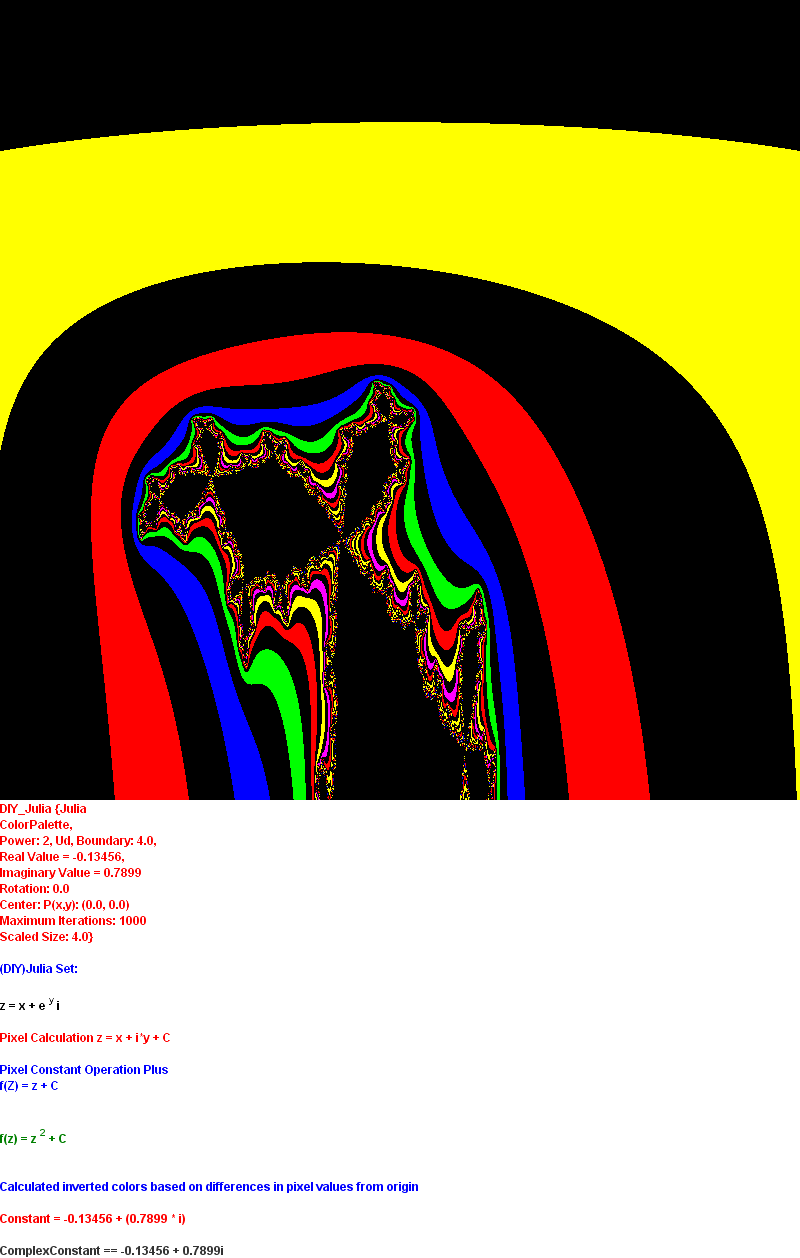 DIY_Julia {Julia
ColorPalette,
Power: 2, Ud, Boundary: 4.0,
Real Value = -0.13456,
Imaginary Value = 0.7899
Rotation: 0.0
Center: P(x,y): (0.0, 0.0)
Maximum Iterations: 1000
Scaled Size: 4.0}
(DIY)Julia Set:
z = x + e y i
Pixel Calculation z = x + i*y + C
Pixel Constant Operation Plus
f(Z) = z + C
f(z) = z 2 + C
Calculated inverted colors based on differences in pixel values from origin
Constant = -0.13456 + (0.7899 * i)
ComplexConstant == -0.13456 + 0.7899i